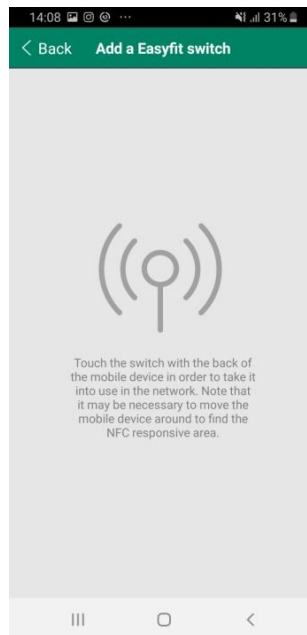 14:08 31%
Back Add a Easyfit switch
Touch the switch with the back of
the mobile device in order to take it
into use in the network. Note that
it may be necessary to move the
mobile device around to find the
NFC responsive area.